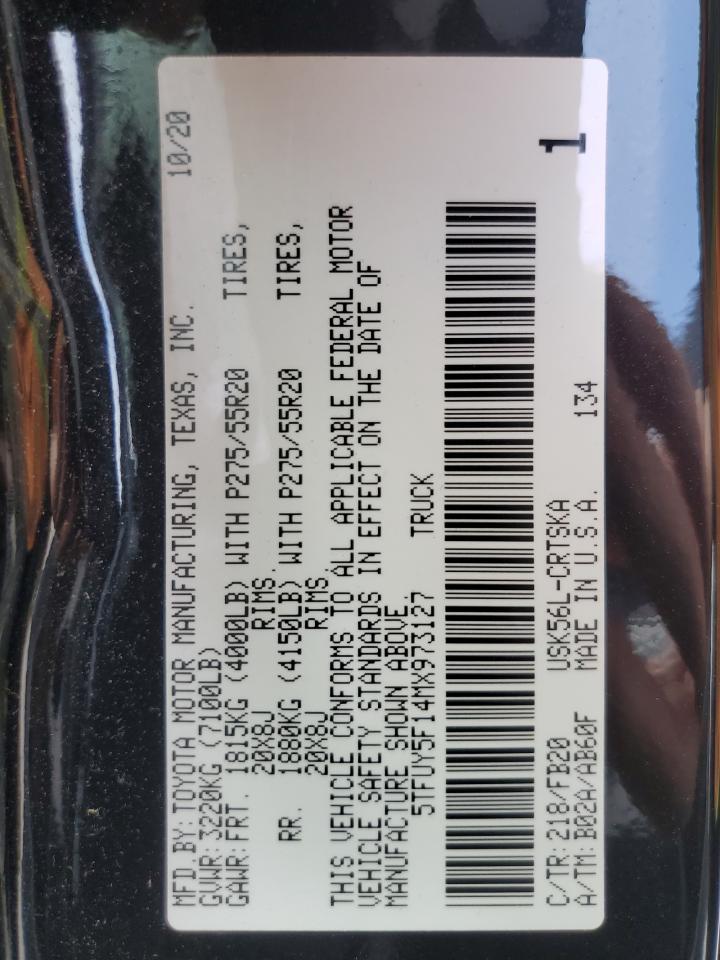 MFD.BY:TOYOTA MOTOR MANUFACTURING, TEXAS, INC. 10/20
GVWR:3220KG (7100LB)
GAWR:FRT. 1815KG (4000LB) WITH P275/55R20 TIRES,
20X8J RIMS.
RR. 1880KG (4150LB) WITH P275/55R20 TIRES,
20X8J RIMS
THIS VEHICLE CONFORMS TO ALL APPLICABLE FEDERAL MOTOR
VEHICLE SAFETY STANDARDS IN EFFECT ON THE DATE OF
MANUFACTURE SHOWN ABOVE.
5TFUY5F14MX973127 TRUCK
C/TR:218/FB20 USK56L-CRTSKA 134 1
A/TM:B02A/AB60F MADE IN U.S.A.